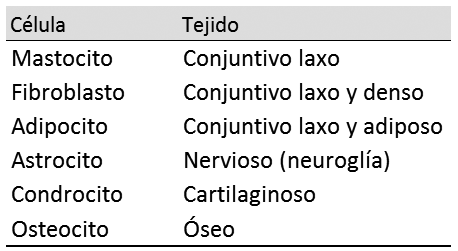 Célula Tejido
Mastocito Conjuntivo laxo
Fibroblasto Conjuntivo laxo y denso
Adipocito Conjuntivo laxo y adiposo
Astrocito Nervioso (neuroglía)
Condrocito Cartilaginoso
Osteocito Óseo